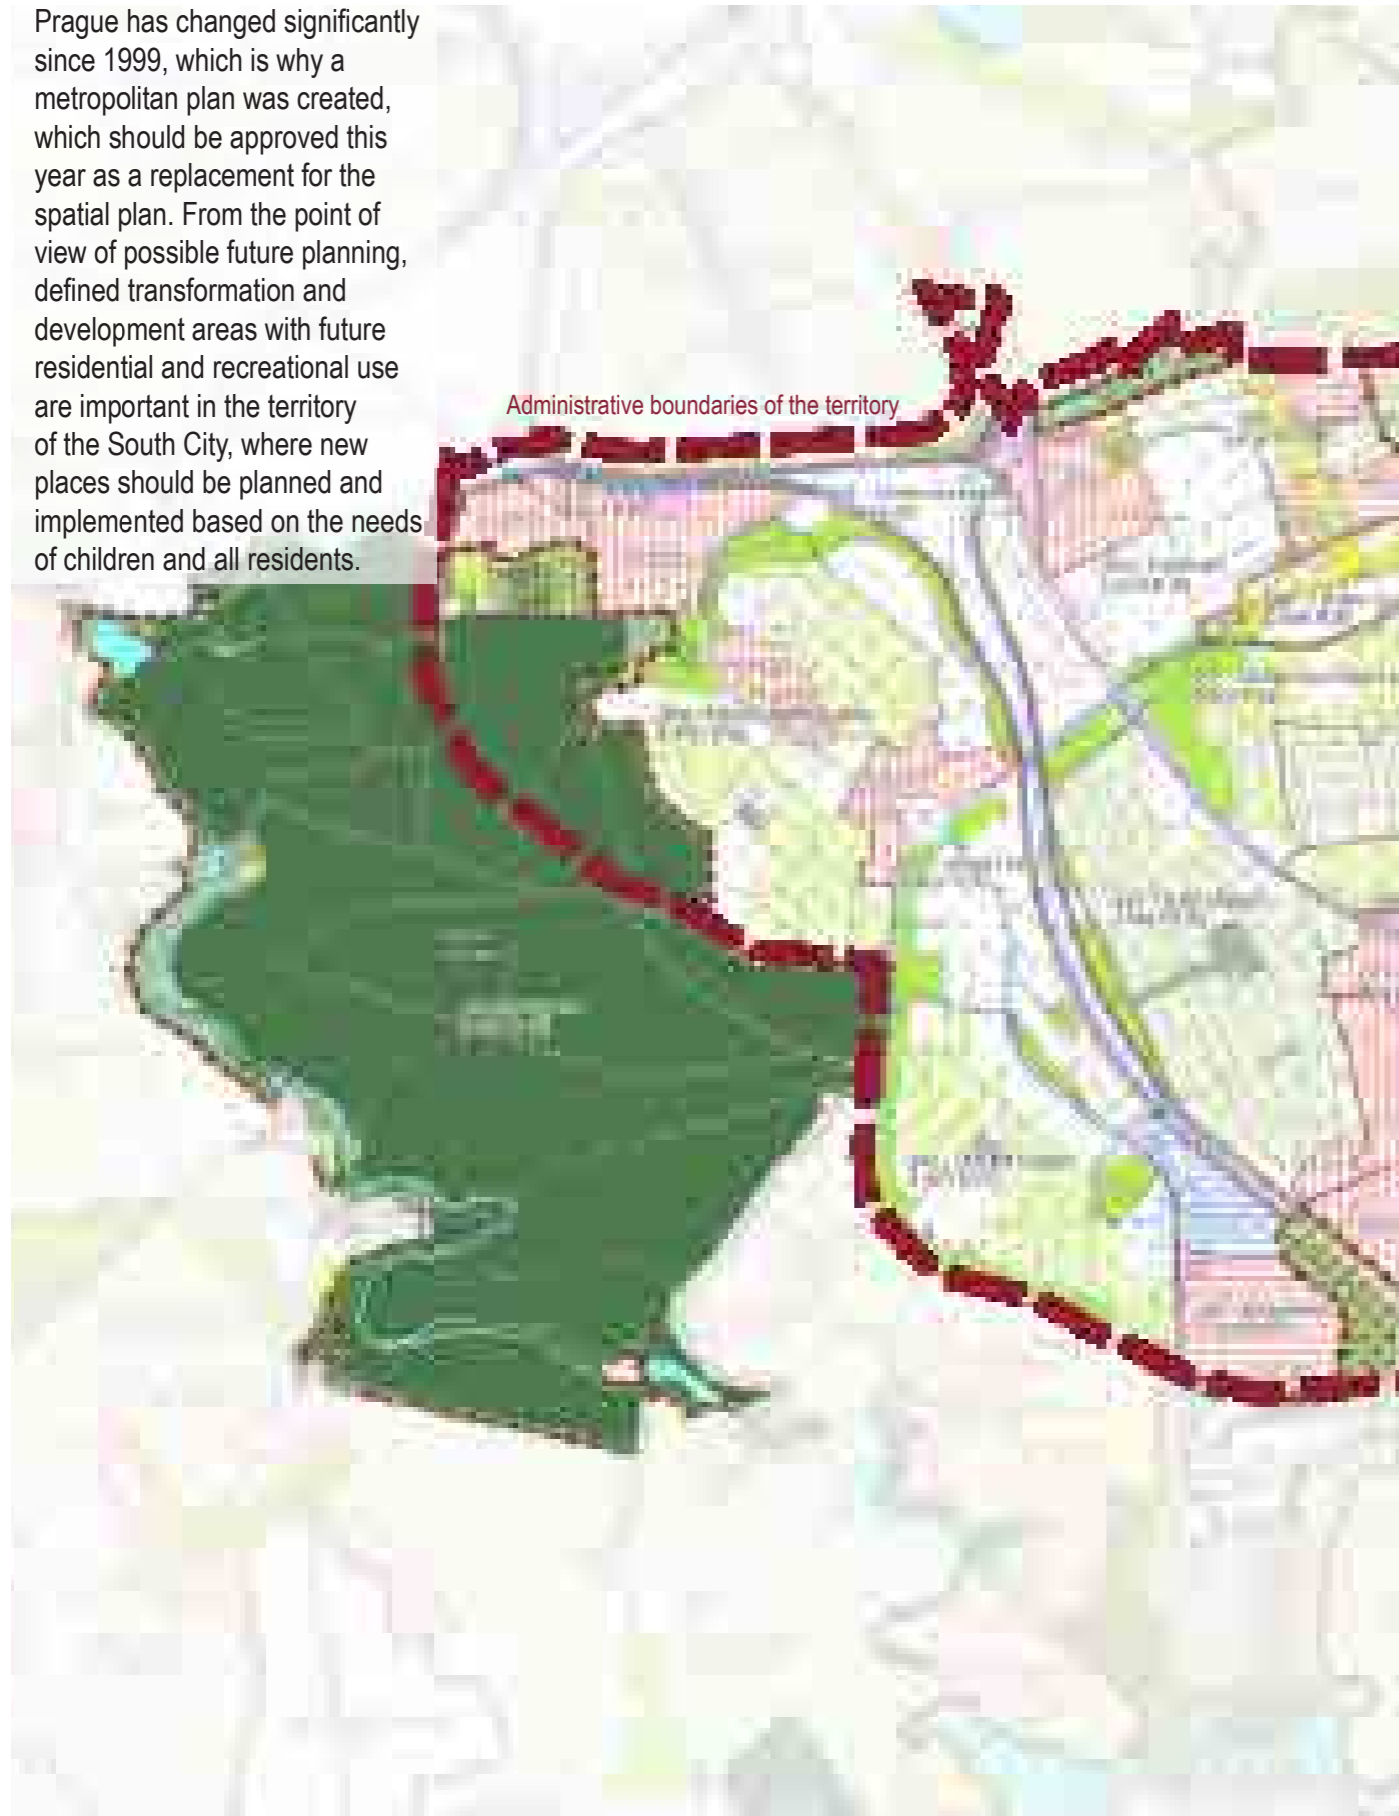 Prague has changed significantly
since 1999, which is why a
metropolitan plan was created,
which should be approved this
year as a replacement for the
spatial plan. From the point of
view of possible future planning,
defined transformation and
development areas with future
residential and recreational use
are important in the territory
of the South City, where new
places should be planned and
implemented based on the needs
of children and all residents.
Administrative boundaries of the territory